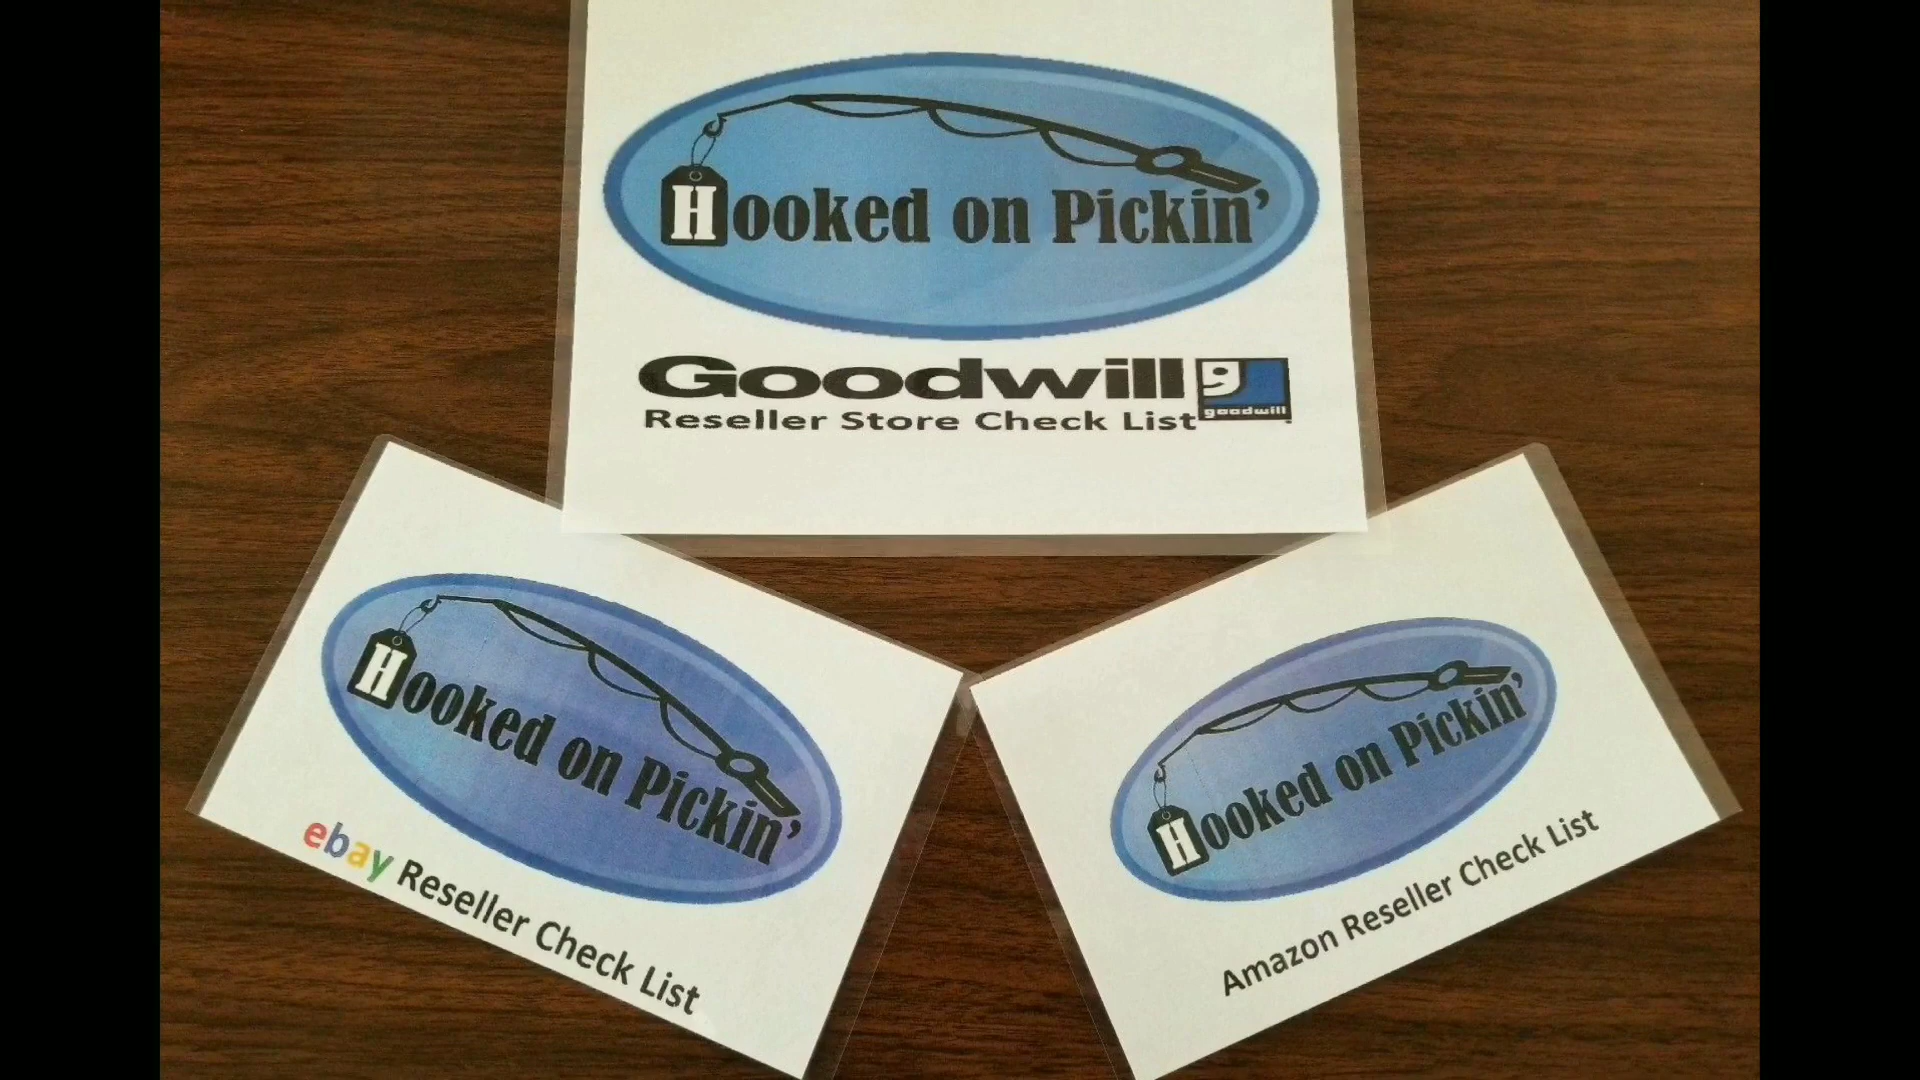 Hooked on Pickin'
Goodwill
Reseller Store Check List
g
goodwill
Hooked on Pickin'
ebay Reseller Check List
Hooked on Pickin'
Amazon Reseller Check List